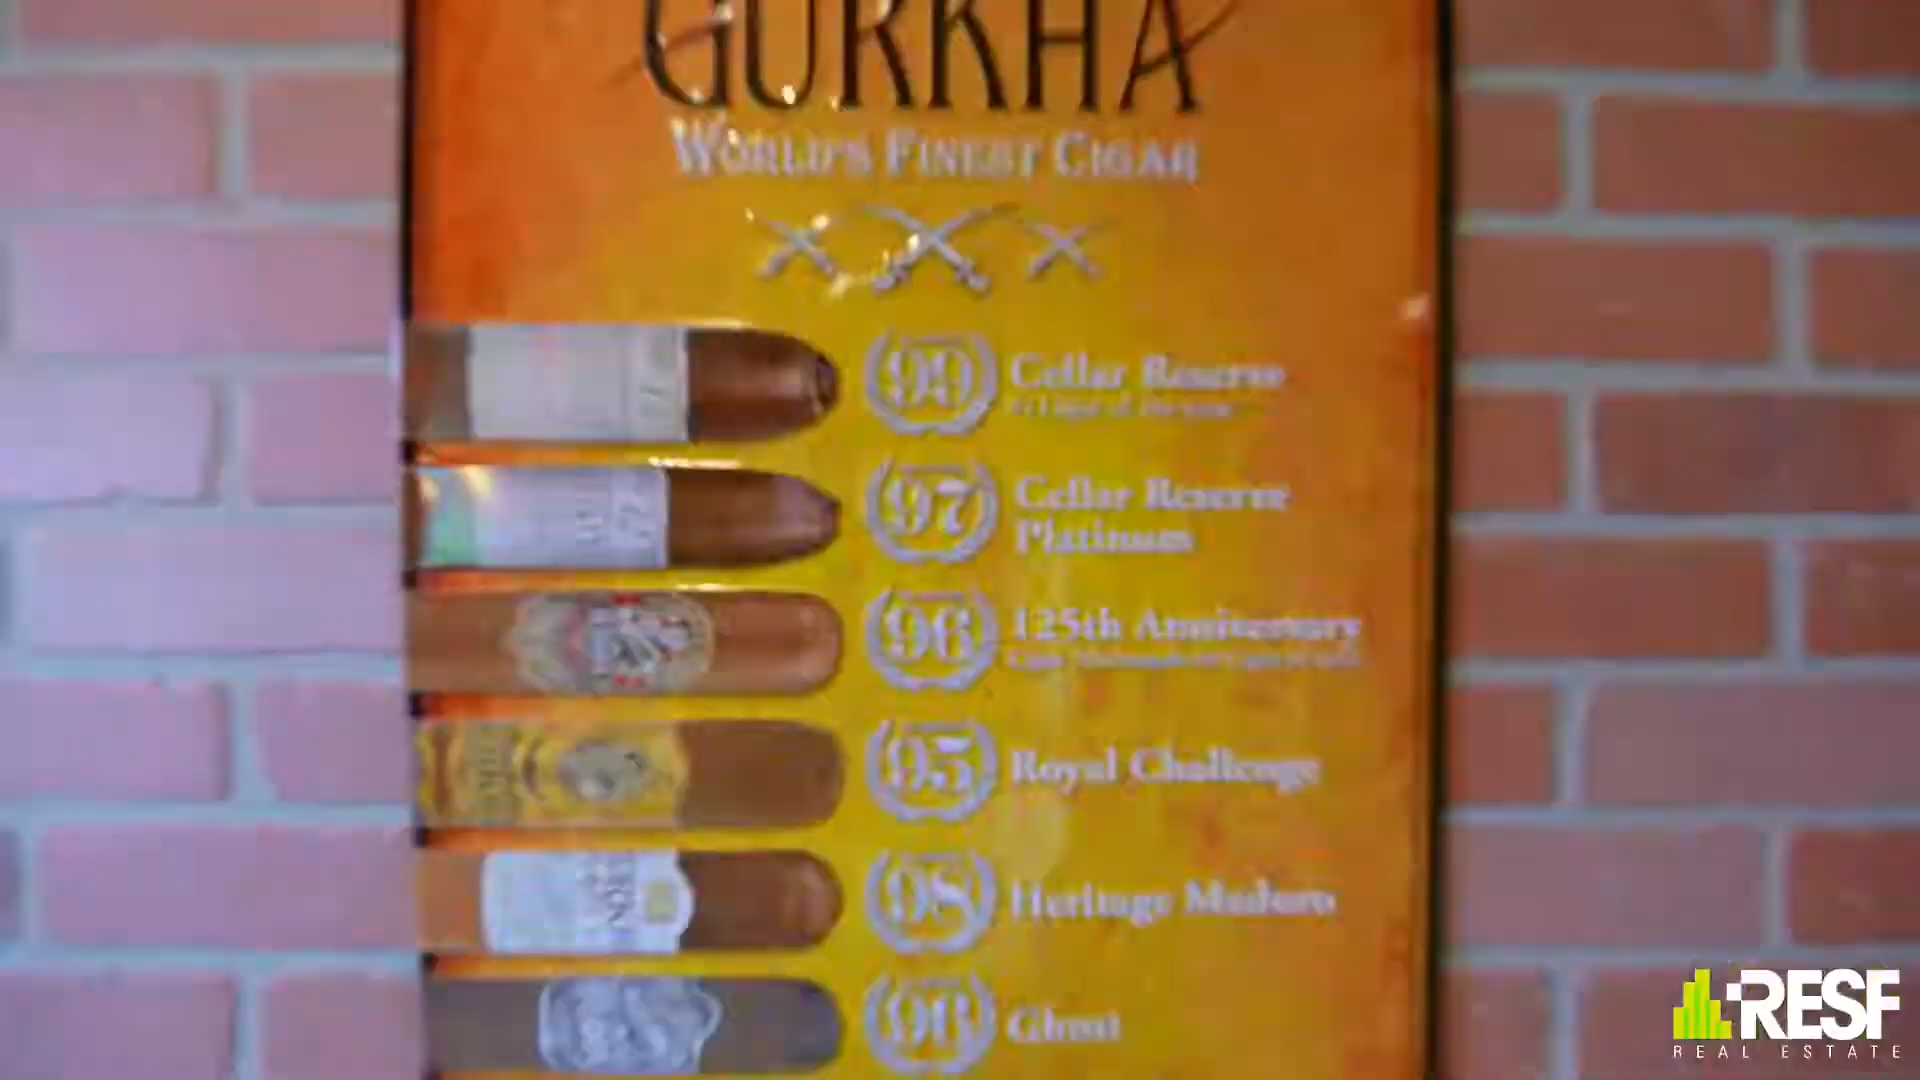 GURKHA
WORLD'S FINEST CIGAR
99 Cellar Reserve
97 Cellar Reserve
Platinum
96 125th Anniversary
95 Royal Challenge
98 Heritage Maduro
96 Ghost
RESF
REAL ESTATE